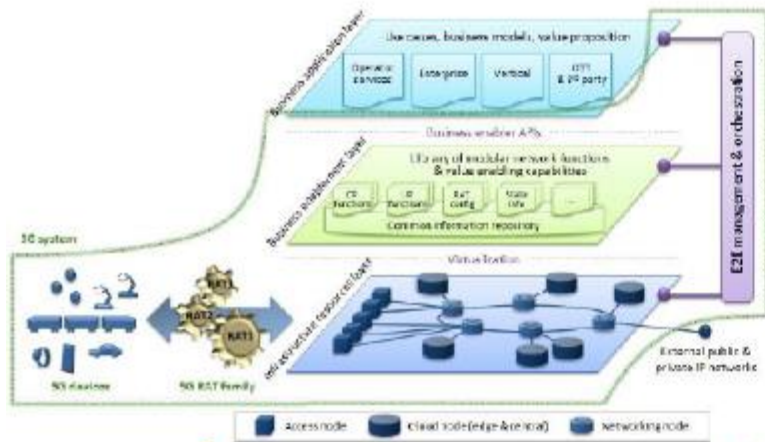 Business application layer
Use cases, business models, value proposition
Operator services
Enterprise
Vertical
OTT & 3rd party
Business enabler APIs
Business enablement layer
Library of modular network functions
& value enabling capabilities
CP functions
UP functions
RAT config
State info
...
Common information repository
E2E management & orchestration
5G system
Virtualization
Infrastructure resources layer
RAT1
RAT2
RAT3
5G devices
5G RAT family
External public &
private IP networks
Access node
Cloud node (edge & central)
Networking node